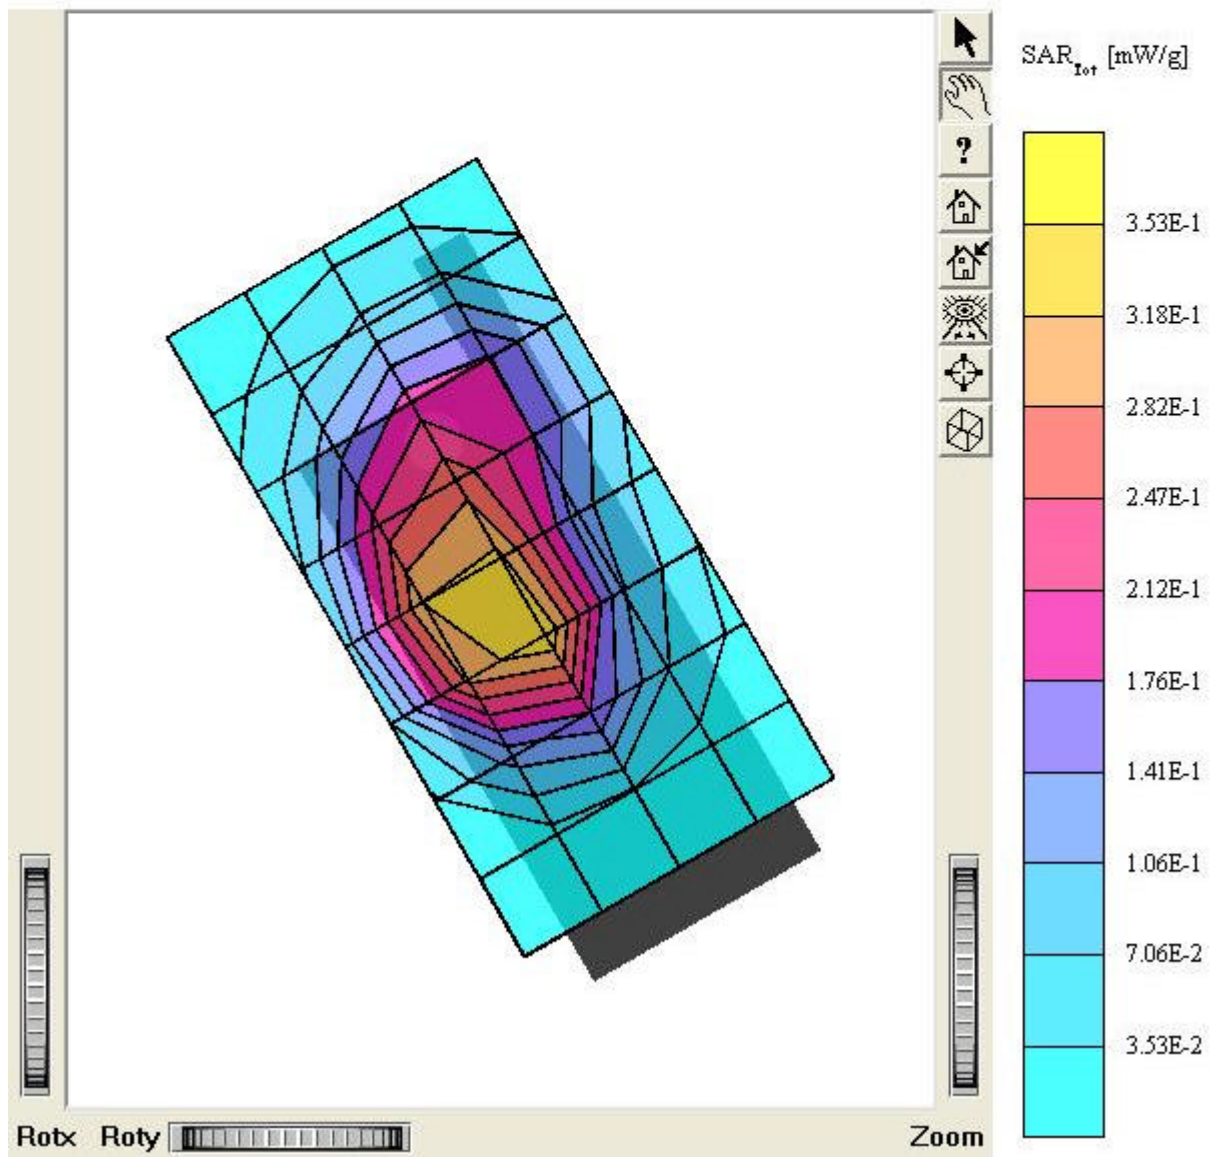 SAR_Tot [mW/g]
?
3.53E-1
3.18E-1
2.82E-1
2.47E-1
2.12E-1
1.76E-1
1.41E-1
1.06E-1
7.06E-2
3.53E-2
Rotx Roty Zoom